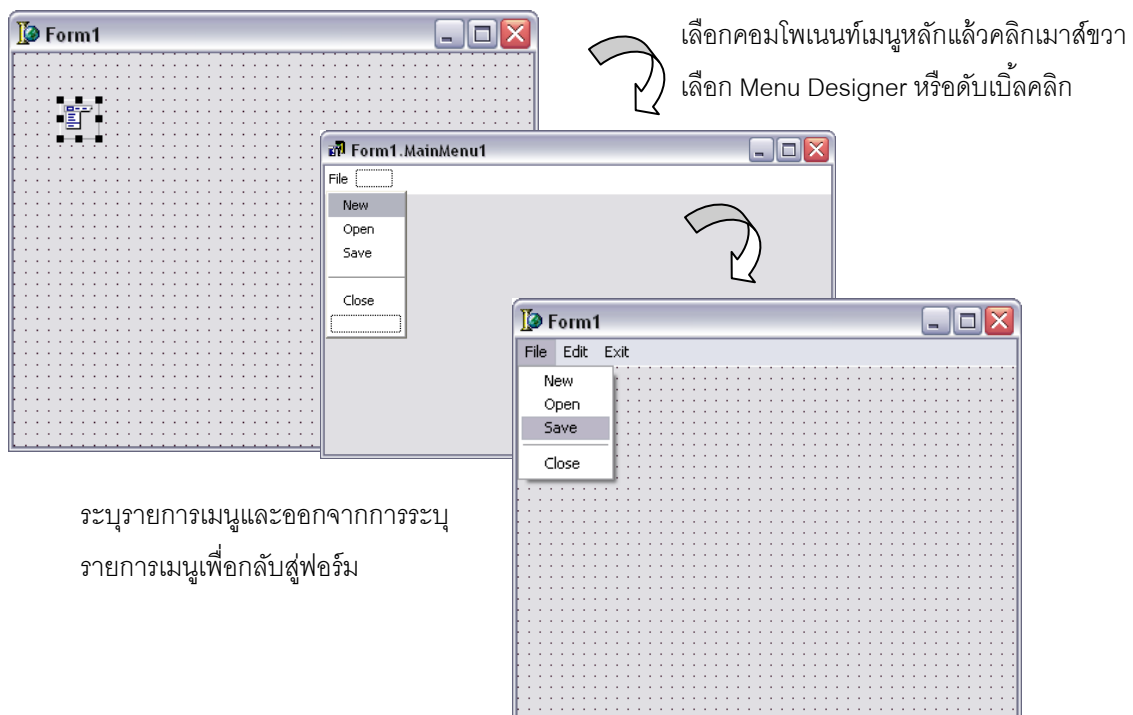 Form1
เลือกคอมโพเนนท์เมนูหลักแล้วคลิกเมาส์ขวา
เลือก Menu Designer หรือดับเบิ้ลคลิก
Form1.MainMenu1
File
New
Open
Save
Close
Form1
File Edit Exit
New
Open
Save
Close
ระบุรายการเมนูและออกจากการระบุ
รายการเมนูเพื่อกลับสู่ฟอร์ม